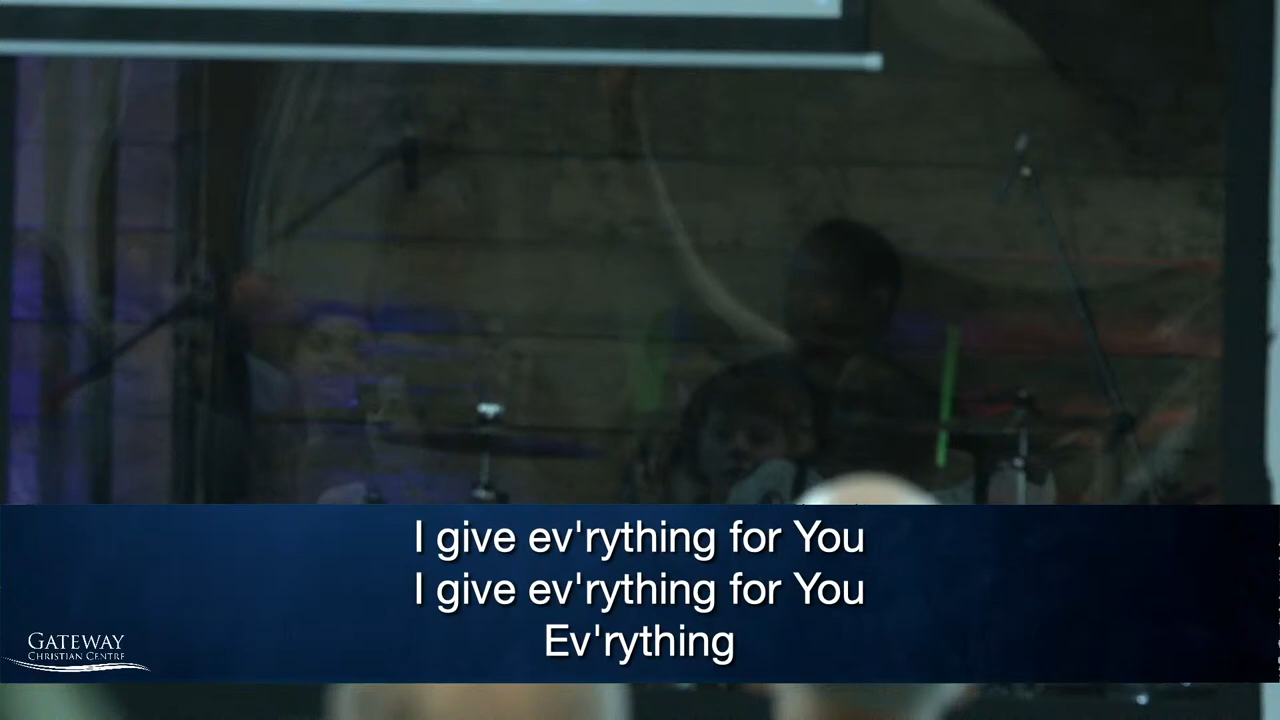 I give ev'rything for You
I give ev'rything for You
Ev'rything
GATEWAY
CHRISTIAN CENTRE